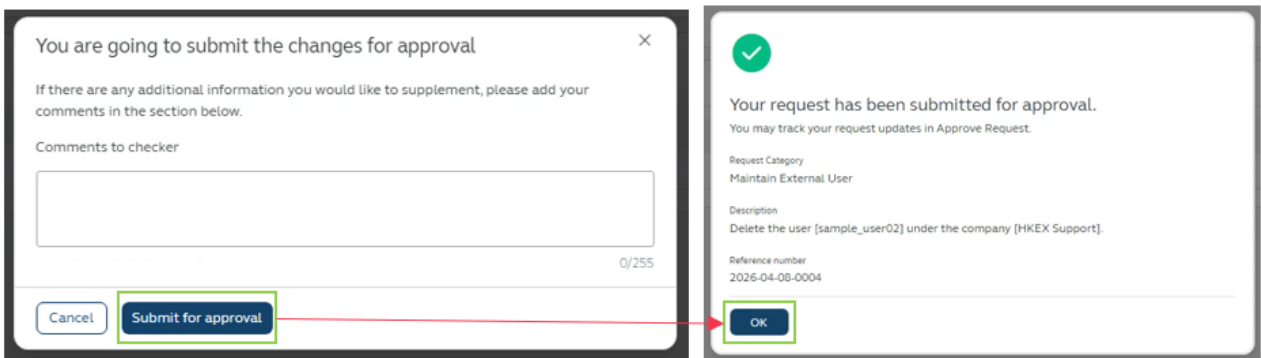 You are going to submit the changes for approval
If there are any additional information you would like to supplement, please add your
comments in the section below.
Comments to checker
0/255
Cancel
Submit for approval
Your request has been submitted for approval.
You may track your request updates in Approve Request.
Request Category
Maintain External User
Description
Delete the user [sample_user02] under the company [HKEX Support].
Reference number
2026-04-08-0004
OK